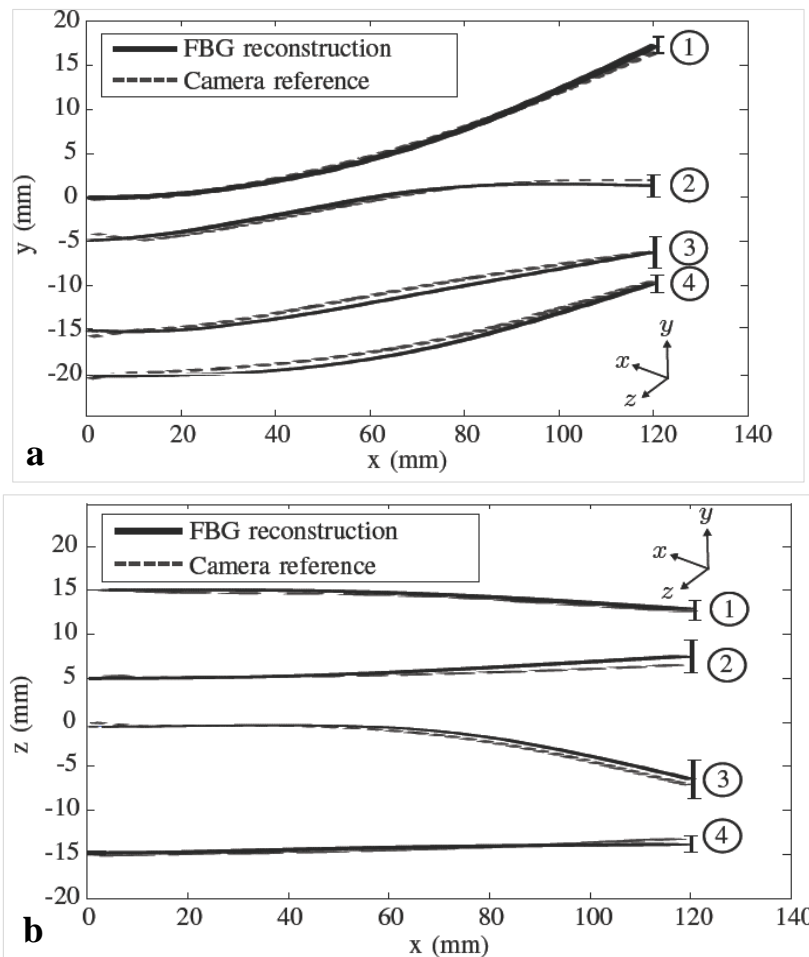 20
15
10
5
0
-5
-10
-15
-20
y (mm)
FBG reconstruction
Camera reference
1
2
3
4
y
x
z
0 20 40 60 80 100 120 140
x (mm)
a
20
15
10
5
0
-5
-10
-15
-20
z (mm)
FBG reconstruction
Camera reference
y
x
z
1
2
3
4
0 20 40 60 80 100 120 140
x (mm)
b